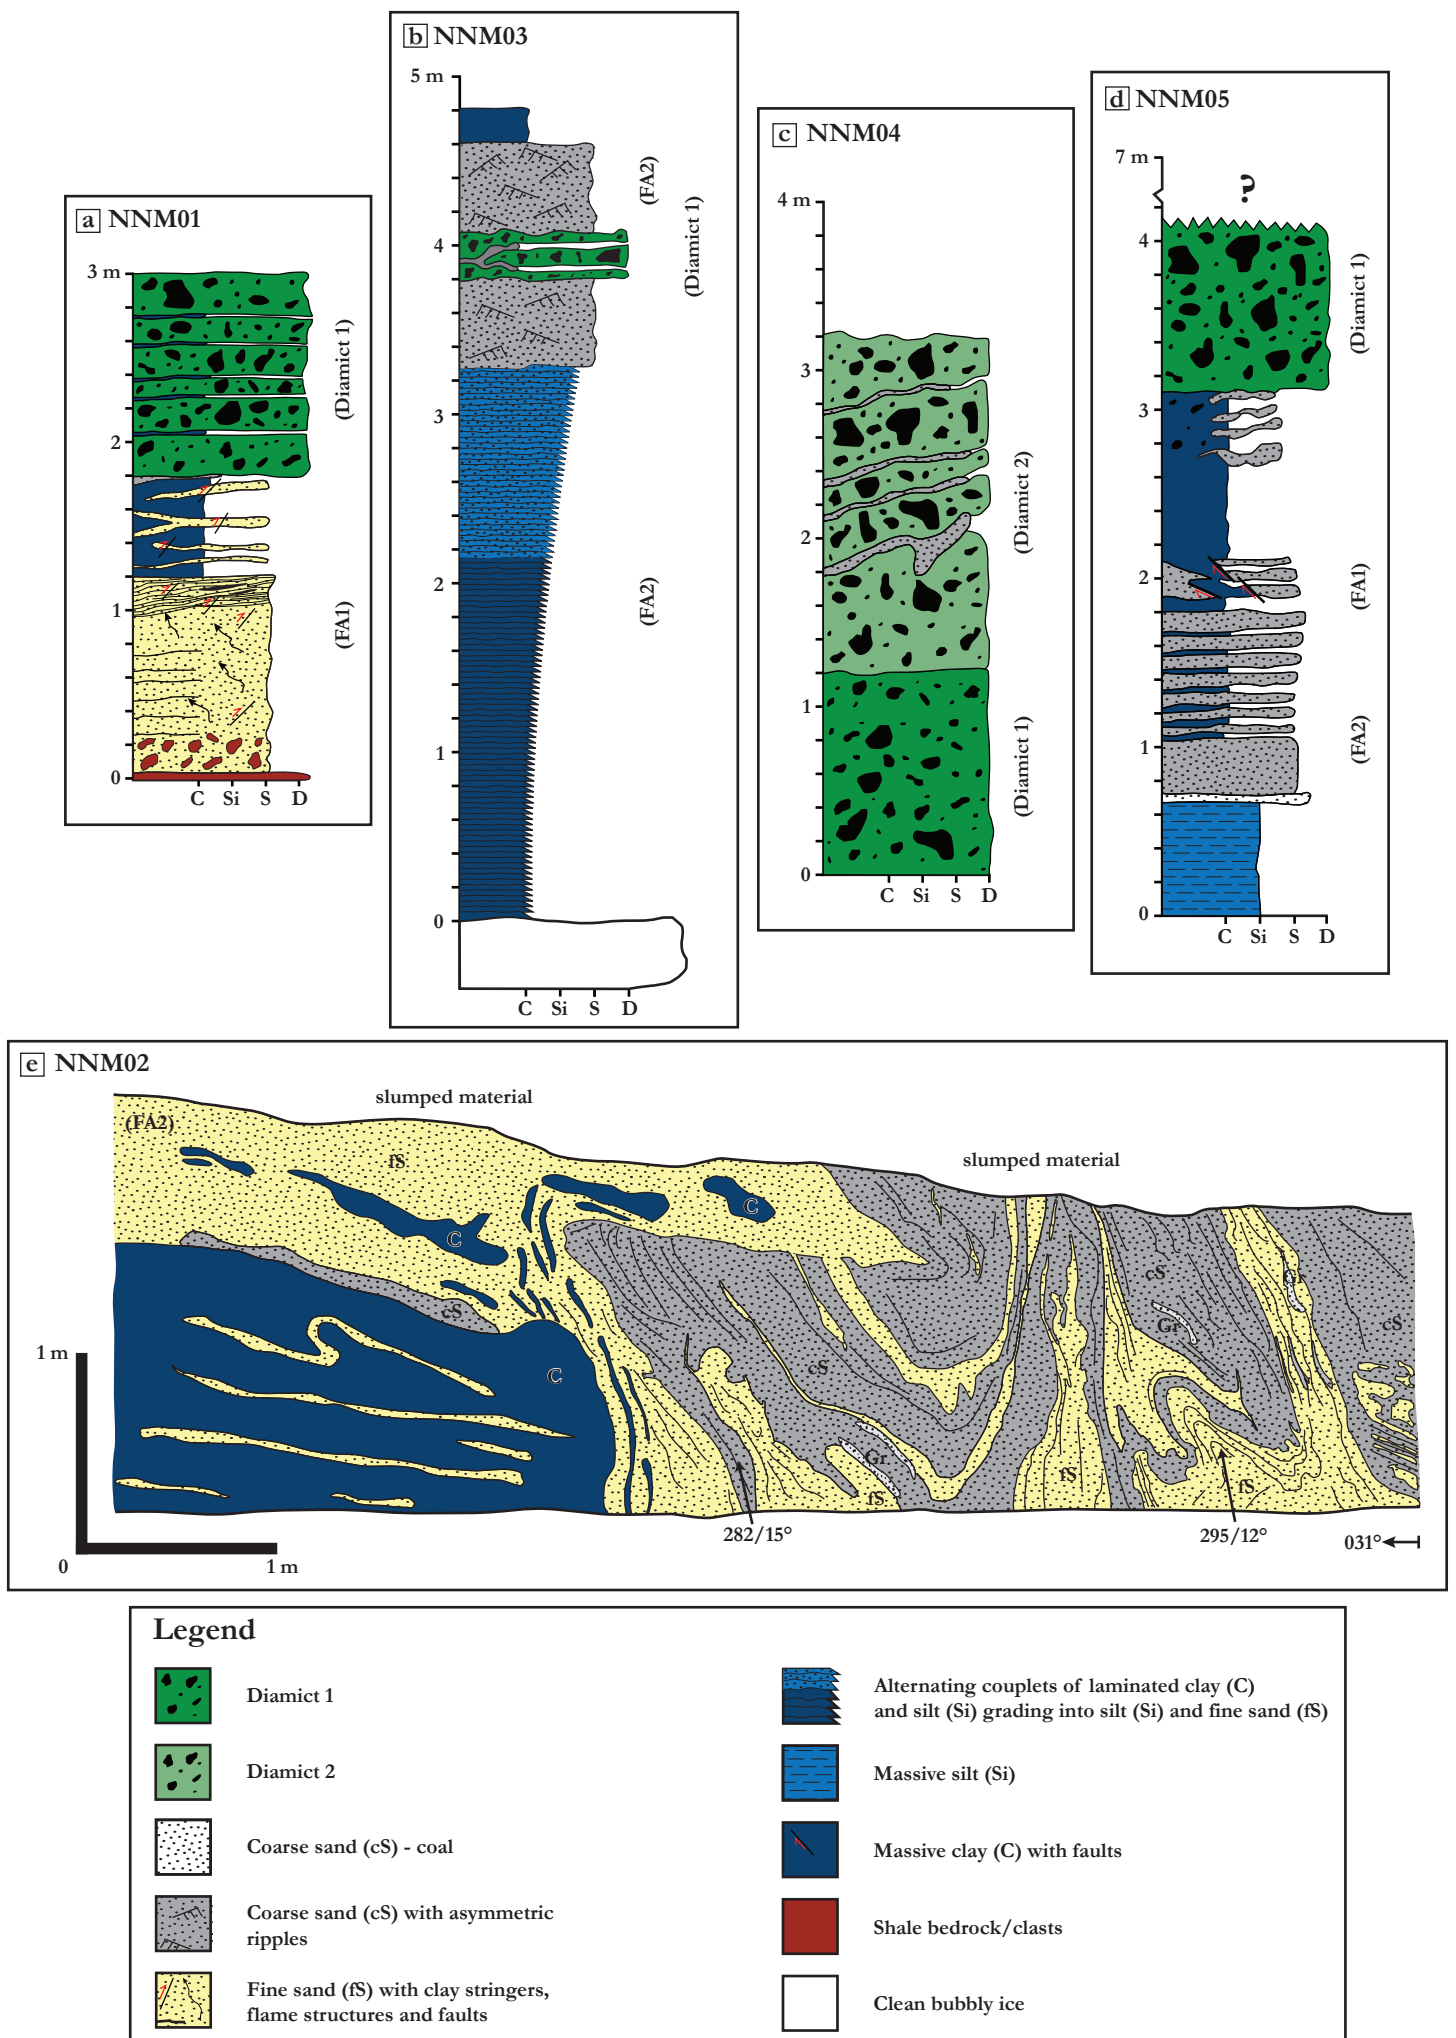 a NNM01
3 m
2
1
0
C Si S D
(Diamict 1)
(FA1)
b NNM03
5 m
4
3
2
1
0
C Si S D
(FA2)
(Diamict 1)
(FA2)
c NNM04
4 m
3
2
1
0
C Si S D
(Diamict 2)
(Diamict 1)
d NNM05
7 m
?
4
3
2
1
0
C Si S D
(Diamict 1)
(FA1)
(FA2)
e NNM02
slumped material
(FA2)
fS
slumped material
C
C
cS
C
cS
Gr
fS
fS
cS
Gr
Gr
cS
fS
1 m
0
1 m
282/15°
295/12°
031°
Legend
Diamict 1
Diamict 2
Coarse sand (cS) - coal
Coarse sand (cS) with asymmetric
ripples
Fine sand (fS) with clay stringers,
flame structures and faults
Alternating couplets of laminated clay (C)
and silt (Si) grading into silt (Si) and fine sand (fS)
Massive silt (Si)
Massive clay (C) with faults
Shale bedrock/clasts
Clean bubbly ice